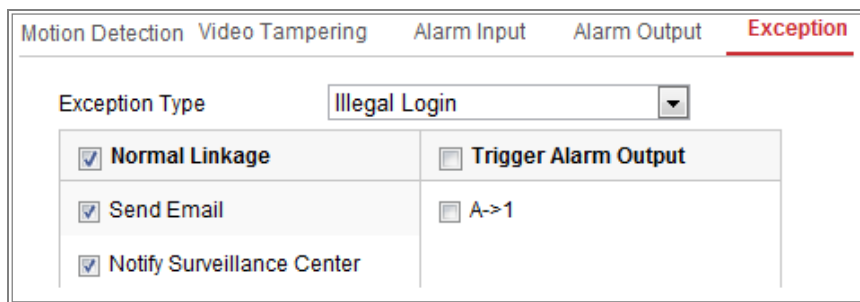 Motion Detection Video Tampering Alarm Input Alarm Output Exception
Exception Type Illegal Login
Normal Linkage Trigger Alarm Output
Send Email A->1
Notify Surveillance Center